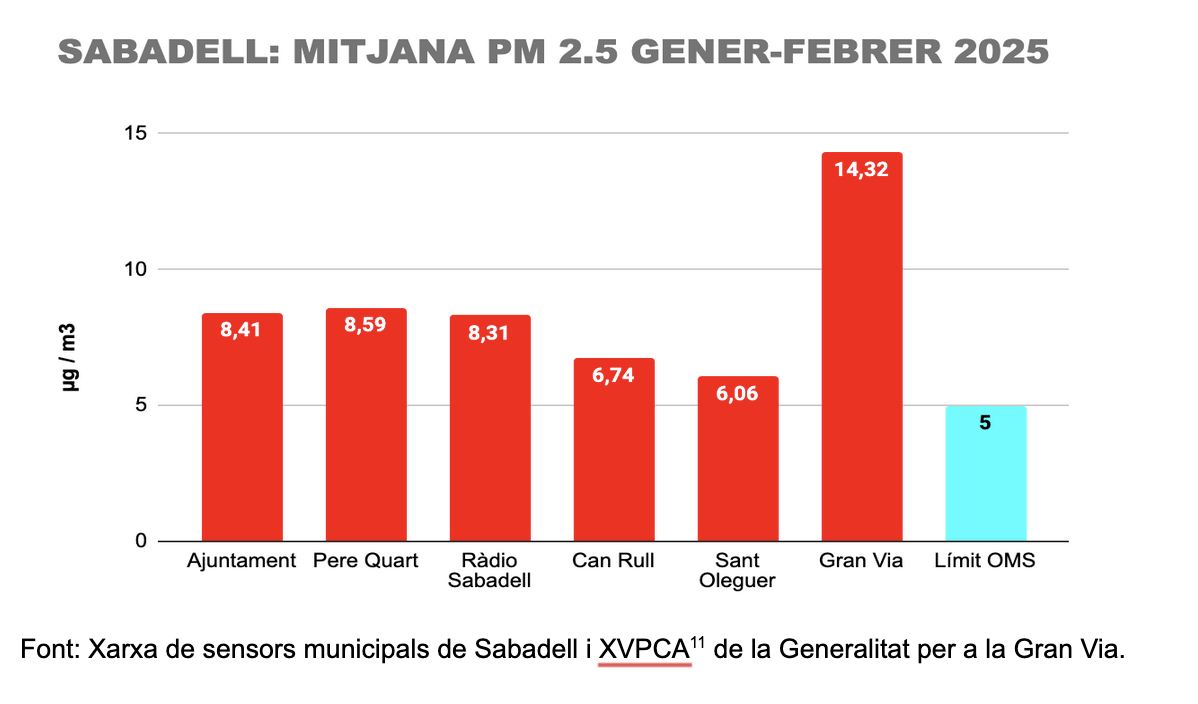 SABADELL: MITJANA PM 2.5 GENER-FEBRER 2025
15
10
5
0
µg / m3
8,41
8,59
8,31
6,74
6,06
14,32
5
Ajuntament
Pere Quart
Ràdio
Sabadell
Can Rull
Sant
Oleguer
Gran Via
Límit OMS
Font: Xarxa de sensors municipals de Sabadell i XVPCA¹¹ de la Generalitat per a la Gran Via.